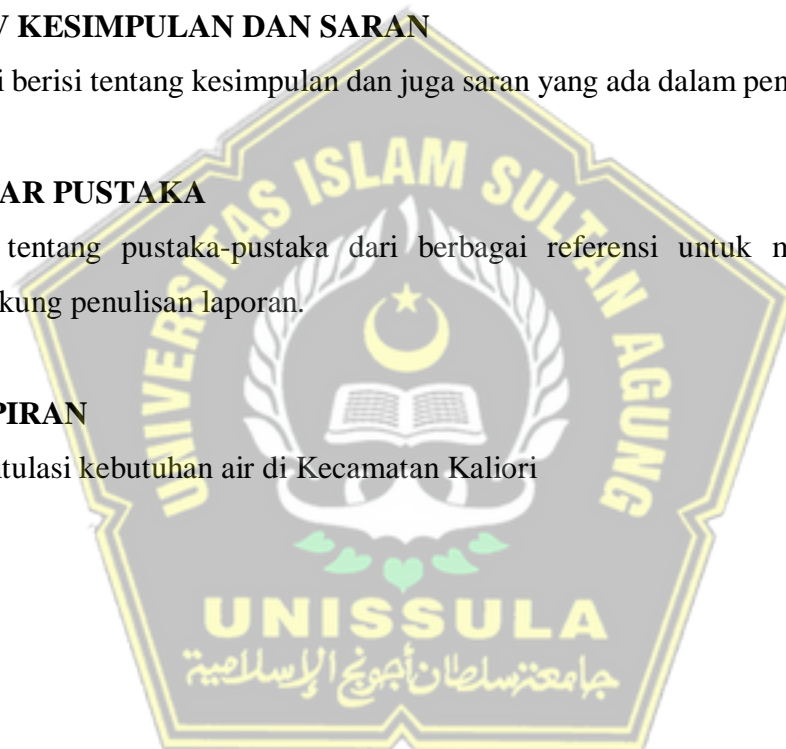 V KESIMPULAN DAN SARAN
i berisi tentang kesimpulan dan juga saran yang ada dalam pen
AR PUSTAKA
tentang pustaka-pustaka dari berbagai referensi untuk m
kung penulisan laporan.
PIRAN
tulasi kebutuhan air di Kecamatan Kaliori
UNIVERSITAS ISLAM SULTAN AGUNG
UNISSULA
جامعة سلطان أجونج الإسلامية